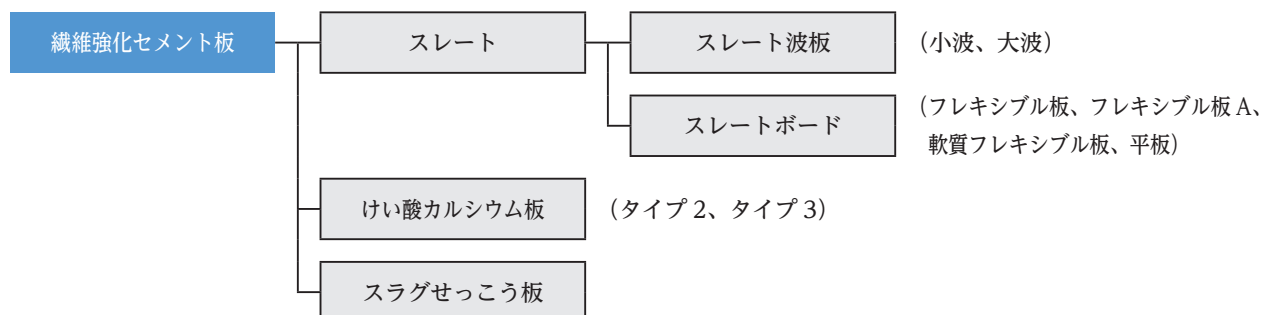 繊維強化セメント板
スレート
スレート波板
（小波、大波）
スレートボード
（フレキシブル板、フレキシブル板 A、
軟質フレキシブル板、平板）
けい酸カルシウム板
（タイプ 2、タイプ 3）
スラグせっこう板